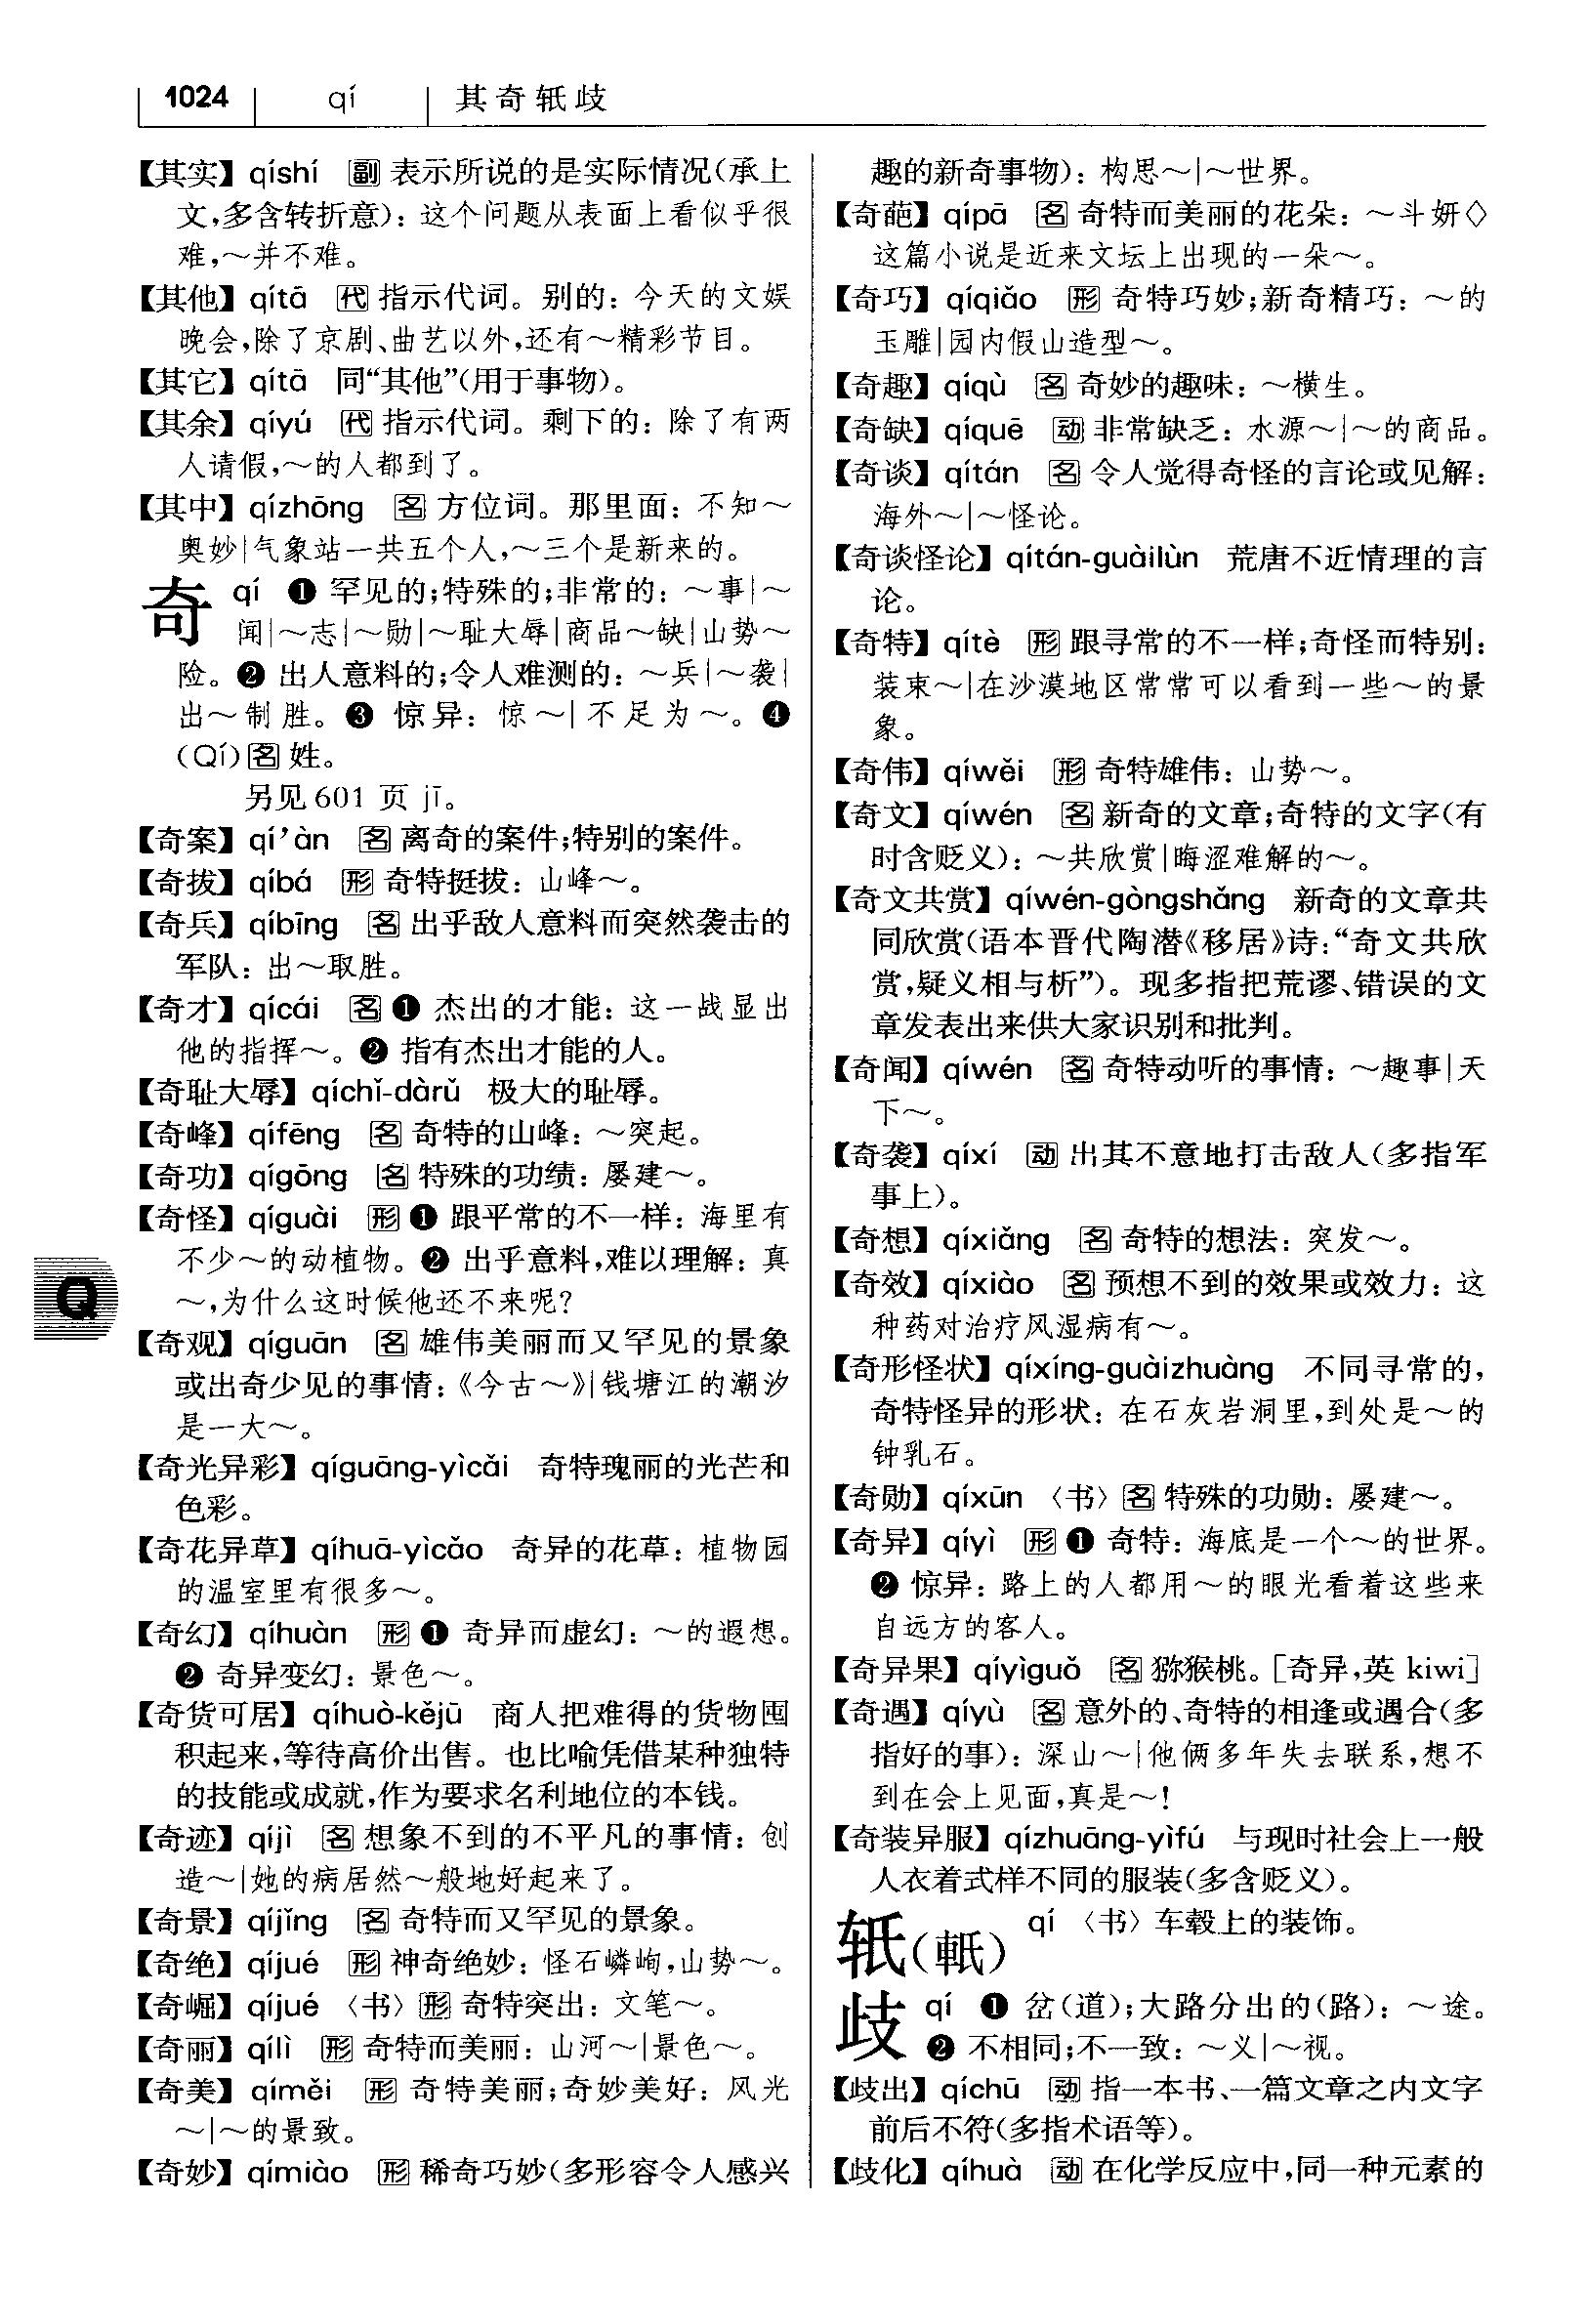 1024 qí 其奇轵歧
【其实】qíshí 副 表示所说的是实际情况(承上
文,多含转折意)：这个问题从表面上看似乎很
难,～并不难。
【其他】qítā 代 指示代词。别的：今天的文娱
晚会,除了京剧、曲艺以外,还有～精彩节目。
【其它】qítā 同“其他”(用于事物)。
【其余】qíyú 代 指示代词。剩下的：除了有两
人请假,～的人都到了。
【其中】qízhōng 名 方位词。那里面：不知～
奥妙|气象站一共五个人,～三个是新来的。
奇 qí ❶ 罕见的;特殊的;非常的：～事|～
闻|～志|～勋|～耻大辱|商品～缺|山势～
险。❷ 出人意料的;令人难测的：～兵|～袭|
出～制胜。❸ 惊异：惊～|不足为～。❹
(Qí)名 姓。
另见 601 页 jī。
【奇案】qí’àn 名 离奇的案件;特别的案件。
【奇拔】qíbá 形 奇特挺拔：山峰～。
【奇兵】qíbīng 名 出乎敌人意料而突然袭击的
军队：出～取胜。
【奇才】qícái 名 ❶ 杰出的才能：这一战显出
他的指挥～。❷ 指有杰出才能的人。
【奇耻大辱】qíchǐ-dàrǔ 极大的耻辱。
【奇峰】qífēng 名 奇特的山峰：～突起。
【奇功】qígōng 名 特殊的功绩：屡建～。
【奇怪】qíguài 形 ❶ 跟平常的不一样：海里有
不少～的动植物。❷ 出乎意料,难以理解：真
～,为什么这时候他还不来呢?
【奇观】qíguān 名 雄伟美丽而又罕见的景象
或出奇少见的事情：《今古～》|钱塘江的潮汐
是一大～。
【奇光异彩】qíguāng-yìcǎi 奇特瑰丽的光芒和
色彩。
【奇花异草】qíhuā-yìcǎo 奇异的花草：植物园
的温室里有很多～。
【奇幻】qíhuàn 形 ❶ 奇异而虚幻：～的遐想。
❷ 奇异变幻：景色～。
【奇货可居】qíhuò-kějū 商人把难得的货物囤
积起来,等待高价出售。也比喻凭借某种独特
的技能或成就,作为要求名利地位的本钱。
【奇迹】qíjì 名 想象不到的不平凡的事情：创
造～|她的病居然～般地好起来了。
【奇景】qíjǐng 名 奇特而又罕见的景象。
【奇绝】qíjué 形 神奇绝妙：怪石嶙峋,山势～。
【奇崛】qíjué 〈书〉形 奇特突出：文笔～。
【奇丽】qílì 形 奇特而美丽：山河～|景色～。
【奇美】qíměi 形 奇特美丽;奇妙美好：风光
～|～的景致。
【奇妙】qímiào 形 稀奇巧妙(多形容令人感兴
趣的新奇事物)：构思～|～世界。
【奇葩】qípā 名 奇特而美丽的花朵：～斗妍◇
这篇小说是近来文坛上出现的一朵～。
【奇巧】qíqiǎo 形 奇特巧妙;新奇精巧：～的
玉雕|园内假山造型～。
【奇趣】qíqù 名 奇妙的趣味：～横生。
【奇缺】qíquē 动 非常缺乏：水源～|～的商品。
【奇谈】qítán 名 令人觉得奇怪的言论或见解：
海外～|～怪论。
【奇谈怪论】qítán-guàilùn 荒唐不近情理的言
论。
【奇特】qítè 形 跟寻常的不一样;奇怪而特别：
装束～|在沙漠地区常常可以看到一些～的景
象。
【奇伟】qíwěi 形 奇特雄伟：山势～。
【奇文】qíwén 名 新奇的文章;奇特的文字(有
时含贬义)：～共欣赏|晦涩难解的～。
【奇文共赏】qíwén-gòngshǎng 新奇的文章共
同欣赏(语本晋代陶潜《移居》诗：“奇文共欣
赏,疑义相与析”)。现多指把荒谬、错误的文
章发表出来供大家识别和批判。
【奇闻】qíwén 名 奇特动听的事情：～趣事|天
下～。
【奇袭】qíxí 动 出其不意地打击敌人(多指军
事上)。
【奇想】qíxiǎng 名 奇特的想法：突发～。
【奇效】qíxiào 名 预想不到的效果或效力：这
种药对治疗风湿病有～。
【奇形怪状】qíxíng-guàizhuàng 不同寻常的,
奇特怪异的形状：在石灰岩洞里,到处是～的
钟乳石。
【奇勋】qíxūn 〈书〉名 特殊的功勋：屡建～。
【奇异】qíyì 形 ❶ 奇特：海底是一个～的世界。
❷ 惊异：路上的人都用～的眼光看着这些来
自远方的客人。
【奇异果】qíyìguǒ 名 猕猴桃。[奇异,英 kiwi]
【奇遇】qíyù 名 意外的、奇特的相逢或遇合(多
指好的事)：深山～|他俩多年失去联系,想不
到在会上见面,真是～!
【奇装异服】qízhuāng-yìfú 与现时社会上一般
人衣着式样不同的服装(多含贬义)。
轵(軝) qí 〈书〉车毂上的装饰。
歧 qí ❶ 岔(道);大路分出的(路)：～途。
❷ 不相同;不一致：～义|～视。
【歧出】qíchū 动 指一本书、一篇文章之内文字
前后不符(多指术语等)。
【歧化】qíhuà 动 在化学反应中,同一种元素的
Q